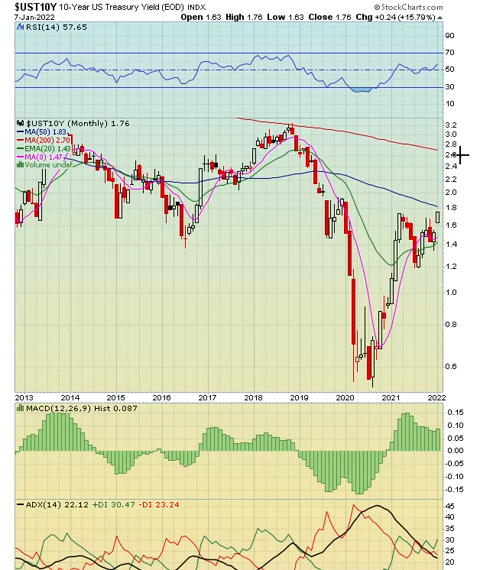 $UST10Y 10-Year US Treasury Yield (EOD) INDX © StockCharts.com
7-Jan-2022 Open 1.63 High 1.76 Low 1.63 Close 1.76 Chg +0.24 (+15.79%)
RSI(14) 57.65
90
70
50
30
10
$UST10Y (Monthly) 1.76
MA(50) 1.83
MA(200) 2.70
EMA(20) 1.43
MA(8) 1.47
Volume undef
3.2
3.0
2.8
2.6
2.4
2.2
2.0
1.8
1.6
1.4
1.2
1.0
0.8
0.6
2013 2014 2015 2016 2017 2018 2019 2020 2021 2022
MACD(12,26,9) Hist 0.087
0.15
0.10
0.05
0.00
-0.05
-0.10
-0.15
ADX(14) 22.12 +DI 30.47 -DI 23.24
45
40
35
30
25
20